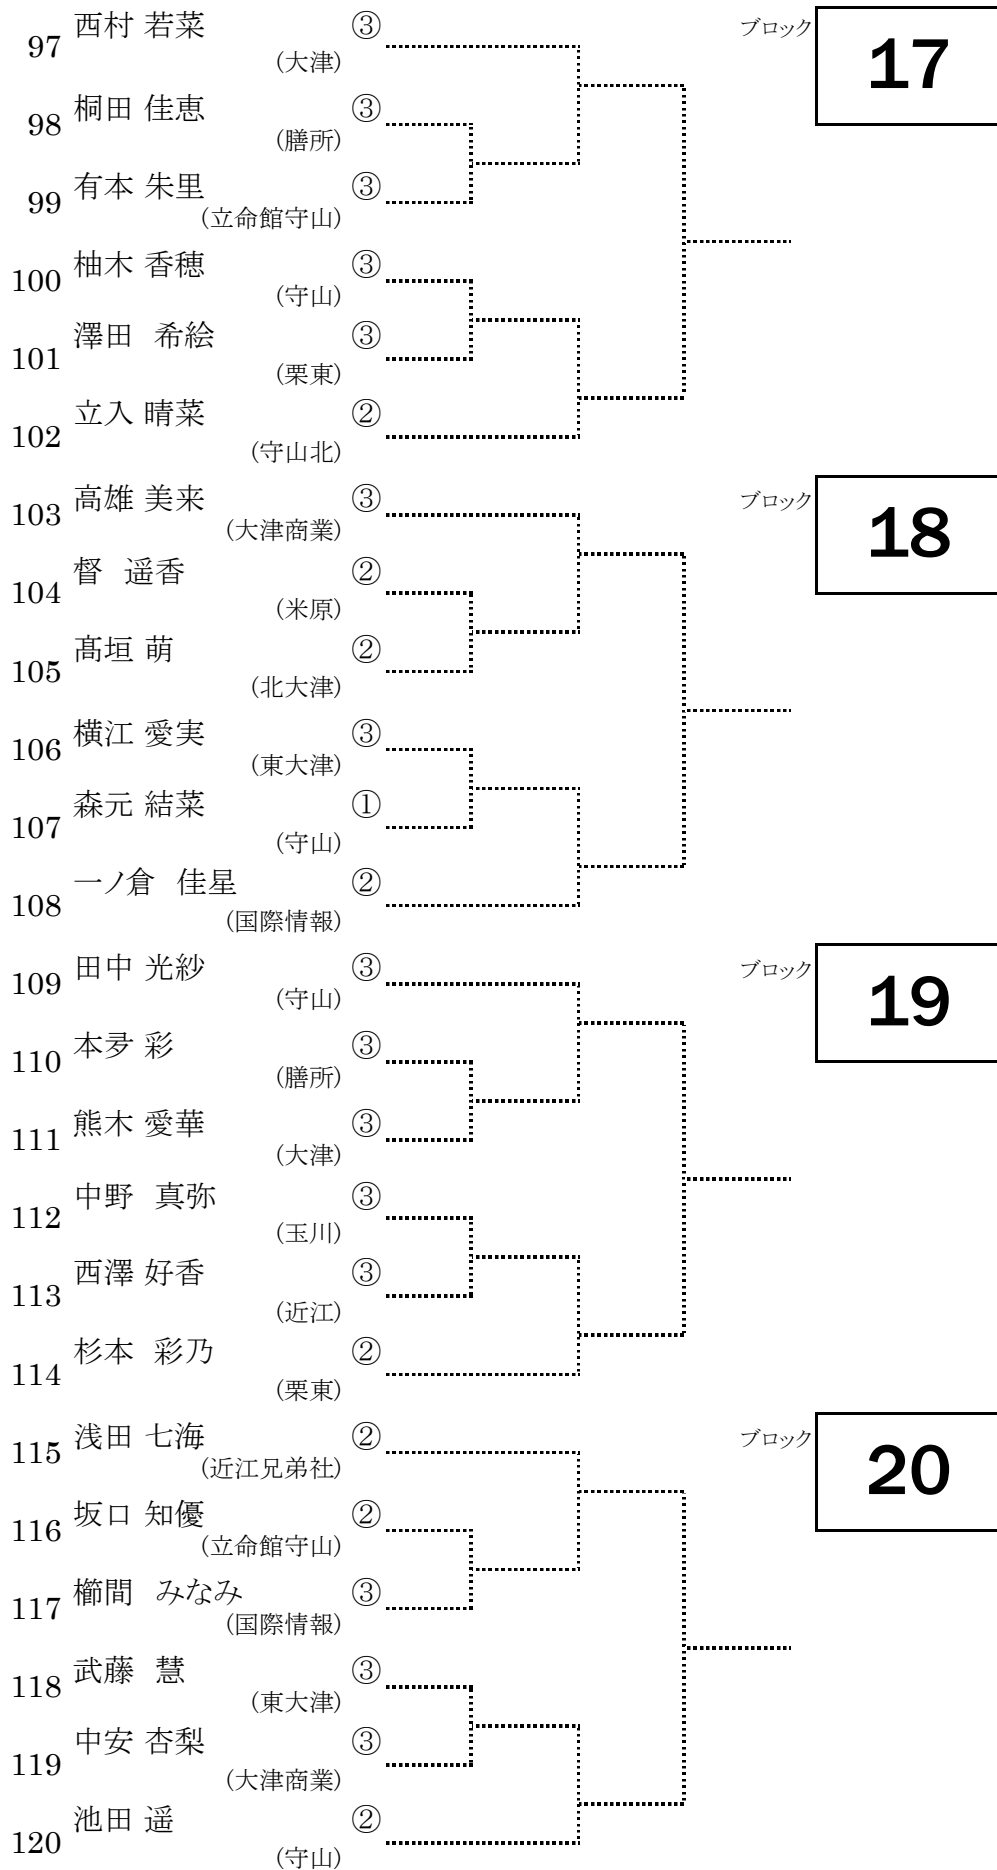 97 西村 若菜 ③ ブロック 17
(大津)
98 桐田 佳恵 ③
(膳所)
99 有本 朱里 ③
(立命館守山)
100 柚木 香穂 ③
(守山)
101 澤田 希絵 ③
(栗東)
102 立入 晴菜 ②
(守山北)
103 高雄 美来 ③ ブロック 18
(大津商業)
104 督 遥香 ②
(米原)
105 髙垣 萌 ②
(北大津)
106 横江 愛実 ③
(東大津)
107 森元 結菜 ①
(守山)
108 一ノ倉 佳星 ②
(国際情報)
109 田中 光紗 ③ ブロック 19
(守山)
110 本夛 彩 ③
(膳所)
111 熊木 愛華 ③
(大津)
112 中野 真弥 ③
(玉川)
113 西澤 好香 ③
(近江)
114 杉本 彩乃 ②
(栗東)
115 浅田 七海 ② ブロック 20
(近江兄弟社)
116 坂口 知優 ②
(立命館守山)
117 櫛間 みなみ ③
(国際情報)
118 武藤 慧 ③
(東大津)
119 中安 杏梨 ③
(大津商業)
120 池田 遥 ②
(守山)